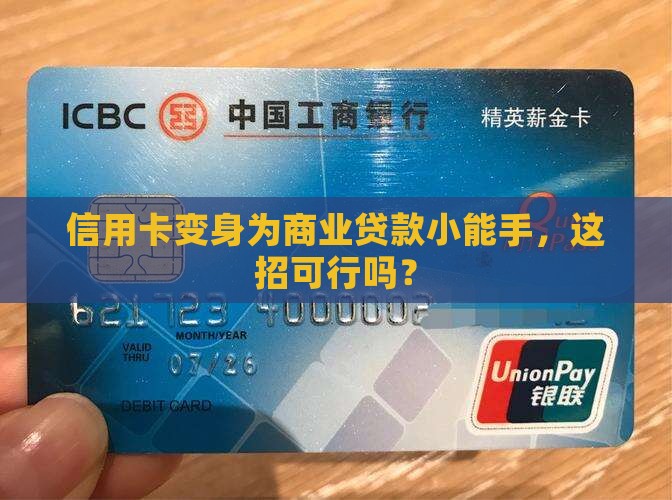 ICBC 中国工商银行 精英薪金卡
信用卡变身为商业贷款小能手，这
招可行吗？
621723 400000
MONTH/YEAR
VALID
THRU
07/26
DEBIT CARD
UnionPay
银联